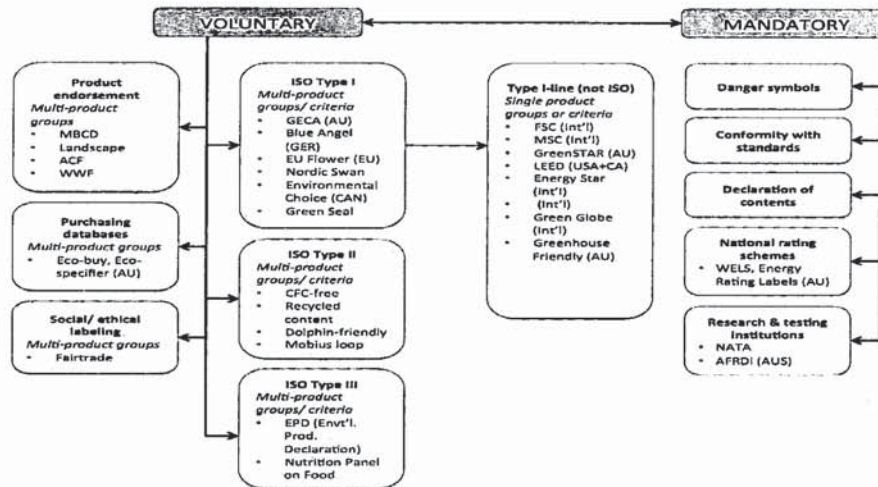 VOLUNTARY
MANDATORY
Product endorsement
Multi-product
groups
• MBCD
• Landscape
• ACF
• WWF
Purchasing
databases
Multi-product groups
• Eco-buy, Eco-
specifier (AU)
Social/ ethical
labeling
Multi-product groups
• Fairtrade
ISO Type I
Multi-product
groups/ criteria
• GECA (AU)
• Blue Angel
(GER)
• EU Flower (EU)
• Nordic Swan
• Environmental
Choice (CAN)
• Green Seal
ISO Type II
Multi-product
groups/ criteria
• CFC-free
• Recycled
content
• Dolphin-friendly
• Mobius loop
ISO Type III
Multi-product
groups/ criteria
• EPD (Envt'l.
Prod.
Declaration)
• Nutrition Panel
on Food
Type I-line (not ISO)
Single product
groups or criteria
• FSC (Int'l)
• MSC (Int'l)
• GreenSTAR (AU)
• LEED (USA+CA)
• Energy Star
(Int'l)
• (Int'l)
• Green Globe
(Int'l)
• Greenhouse
Friendly (AU)
Danger symbols
Conformity with
standards
Declaration of
contents
National rating
schemes
• WELS, Energy
Rating Labels (AU)
Research & testing
institutions
• NATA
• AFRDI (AUS)